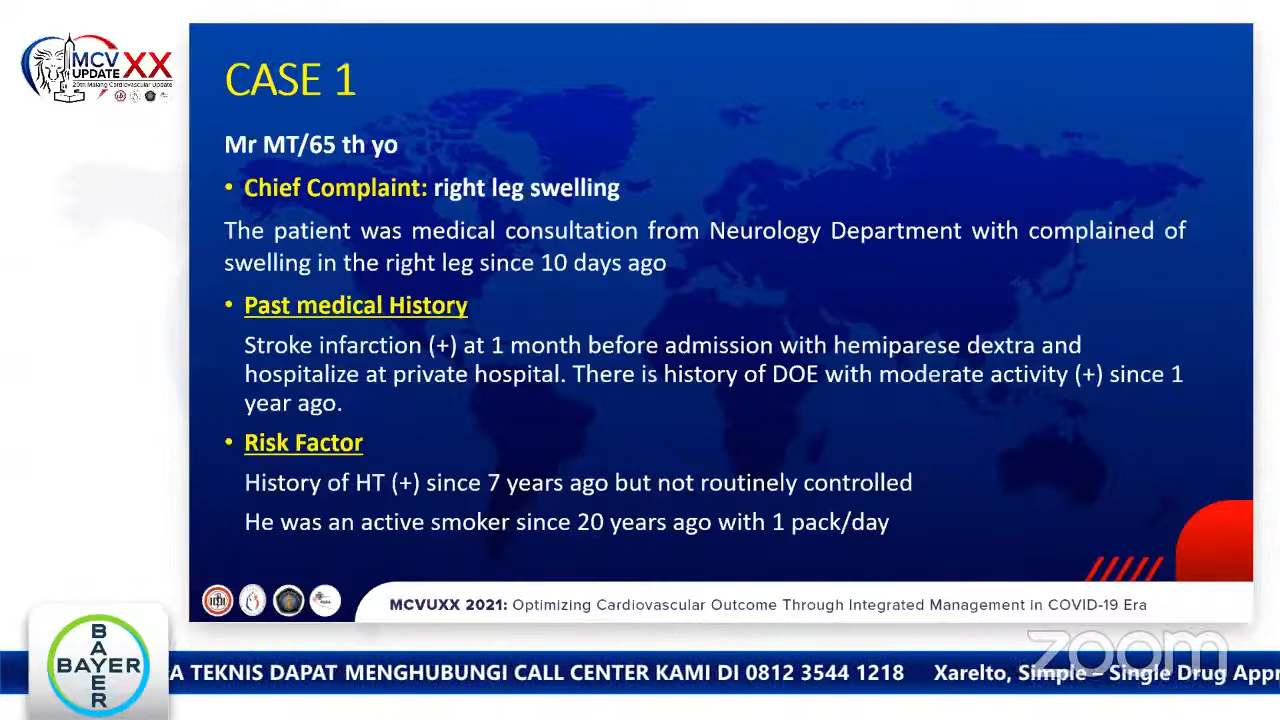 MCV
UPDATE
XX
20th Malang Cardiovascular Update
CASE 1
Mr MT/65 th yo
• Chief Complaint: right leg swelling
The patient was medical consultation from Neurology Department with complained of
swelling in the right leg since 10 days ago
• Past medical History
Stroke infarction (+) at 1 month before admission with hemiparese dextra and
hospitalize at private hospital. There is history of DOE with moderate activity (+) since 1
year ago.
• Risk Factor
History of HT (+) since 7 years ago but not routinely controlled
He was an active smoker since 20 years ago with 1 pack/day
MCVUXX 2021: Optimizing Cardiovascular Outcome Through Integrated Management in COVID-19 Era
zoom
BAYER
BAYER
A TEKNIS DAPAT MENGHUBUNGI CALL CENTER KAMI DI 0812 3544 1218 Xarelto, Simple – Single Drug Appr